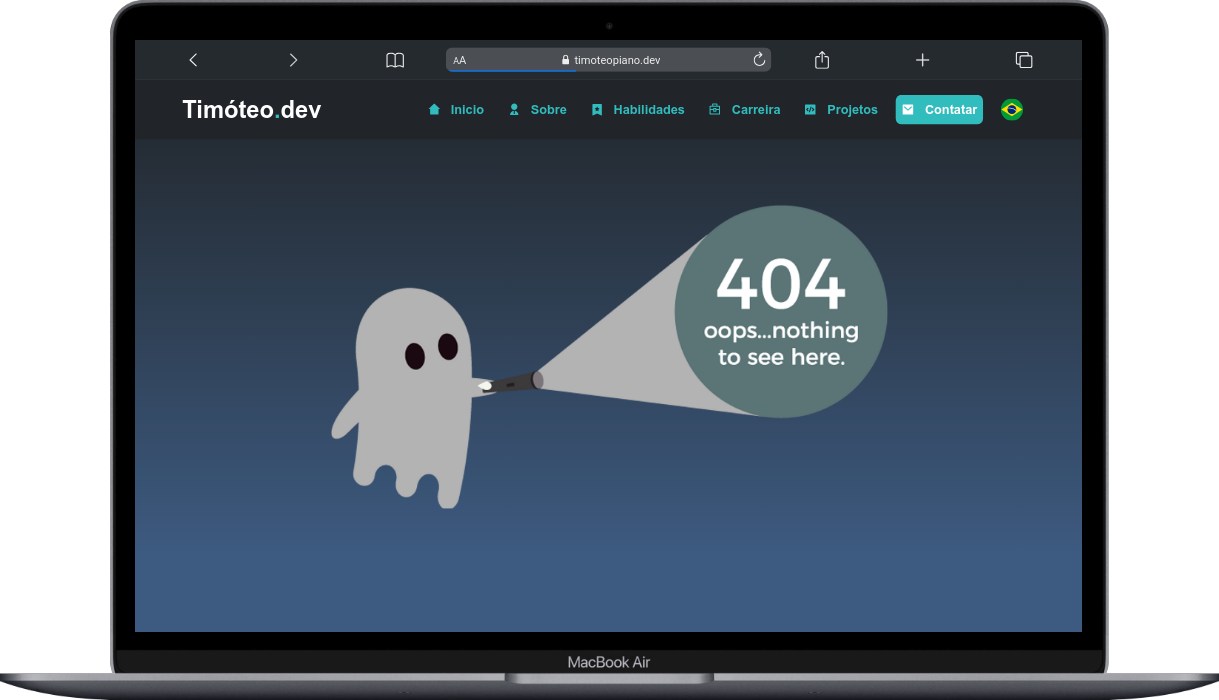 AA timoteopiano.dev
Timóteo.dev Inicio Sobre Habilidades Carreira Projetos Contatar
404
oops...nothing
to see here.
MacBook Air